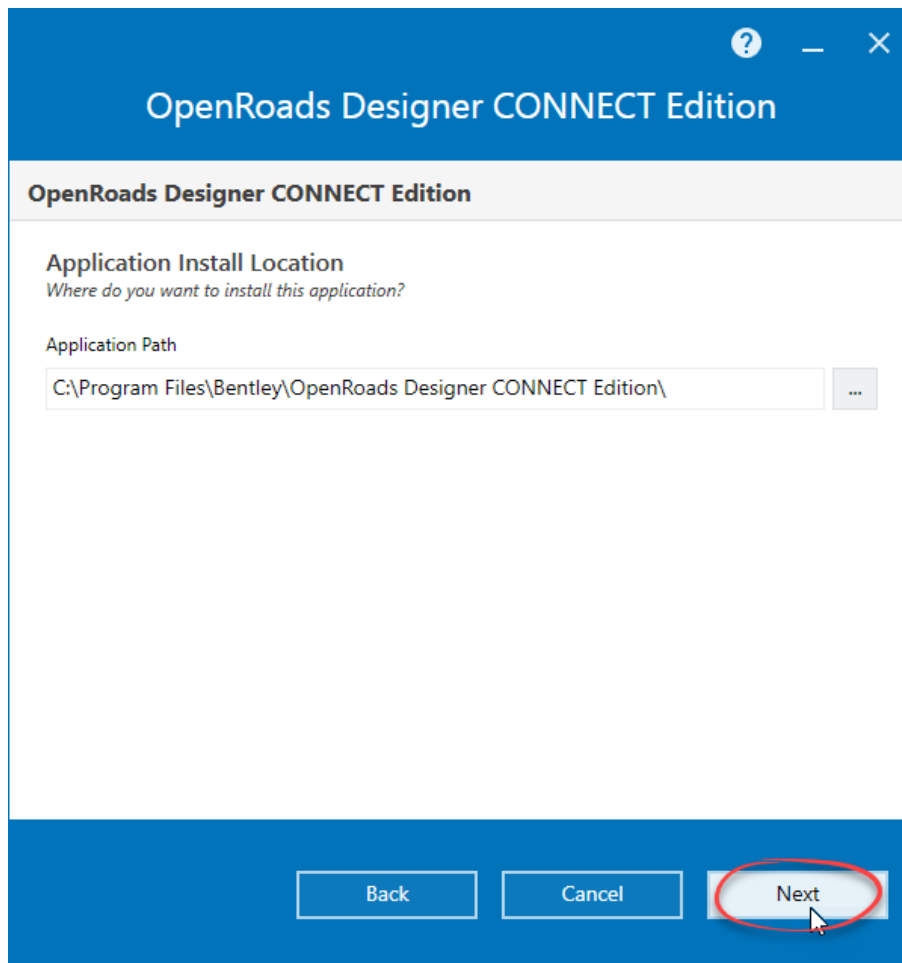 ?
OpenRoads Designer CONNECT Edition
OpenRoads Designer CONNECT Edition
Application Install Location
Where do you want to install this application?
Application Path
C:\Program Files\Bentley\OpenRoads Designer CONNECT Edition\
...
Back
Cancel
Next